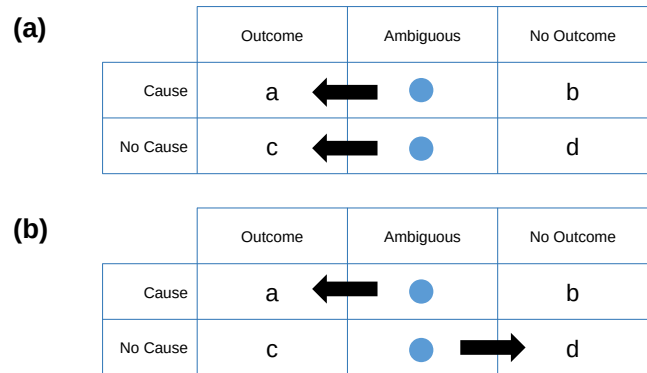 (a)
Outcome Ambiguous No Outcome
Cause a b
No Cause c d
(b)
Outcome Ambiguous No Outcome
Cause a b
No Cause c d